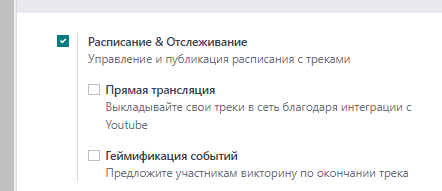 Расписание & Отслеживание
Управление и публикация расписания с треками
Прямая трансляция
Выкладывайте свои треки в сеть благодаря интеграции с
Youtube
Геймификация событий
Предложите участникам викторину по окончании трека